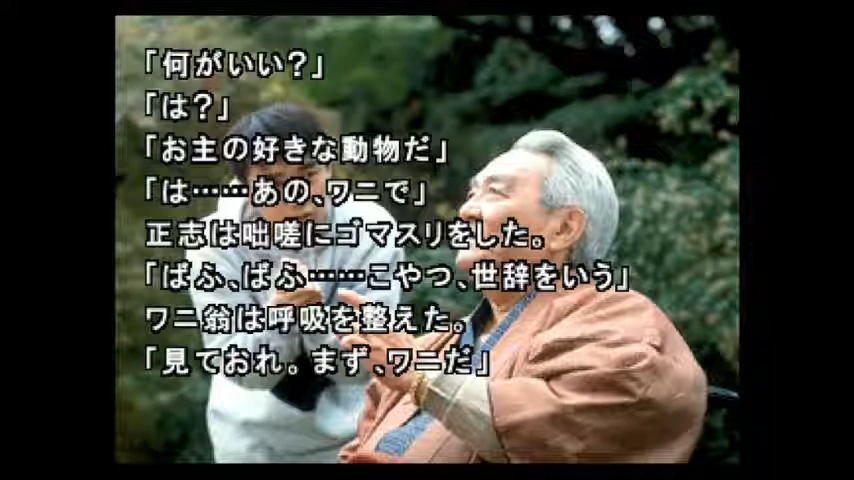 「何がいい?」
「は?」
「お主の好きな動物だ」
「は……あの、ワニで」
正志は咄嗟にゴマスリをした。
「ばふ、ばふ……こやつ、世辞をいう」
ワニ翁は呼吸を整えた。
「見ておれ。まず、ワニだ」